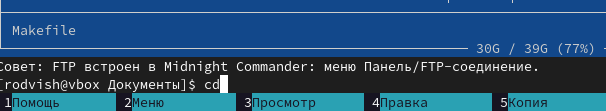 Makefile
30G / 39G (77%)
Совет: FTP встроен в Midnight Commander: меню Панель/FTP-соединение.
[rodvish@vbox Документы]$ cd
1Помощь 2Меню 3Просмотр 4Правка 5Копия